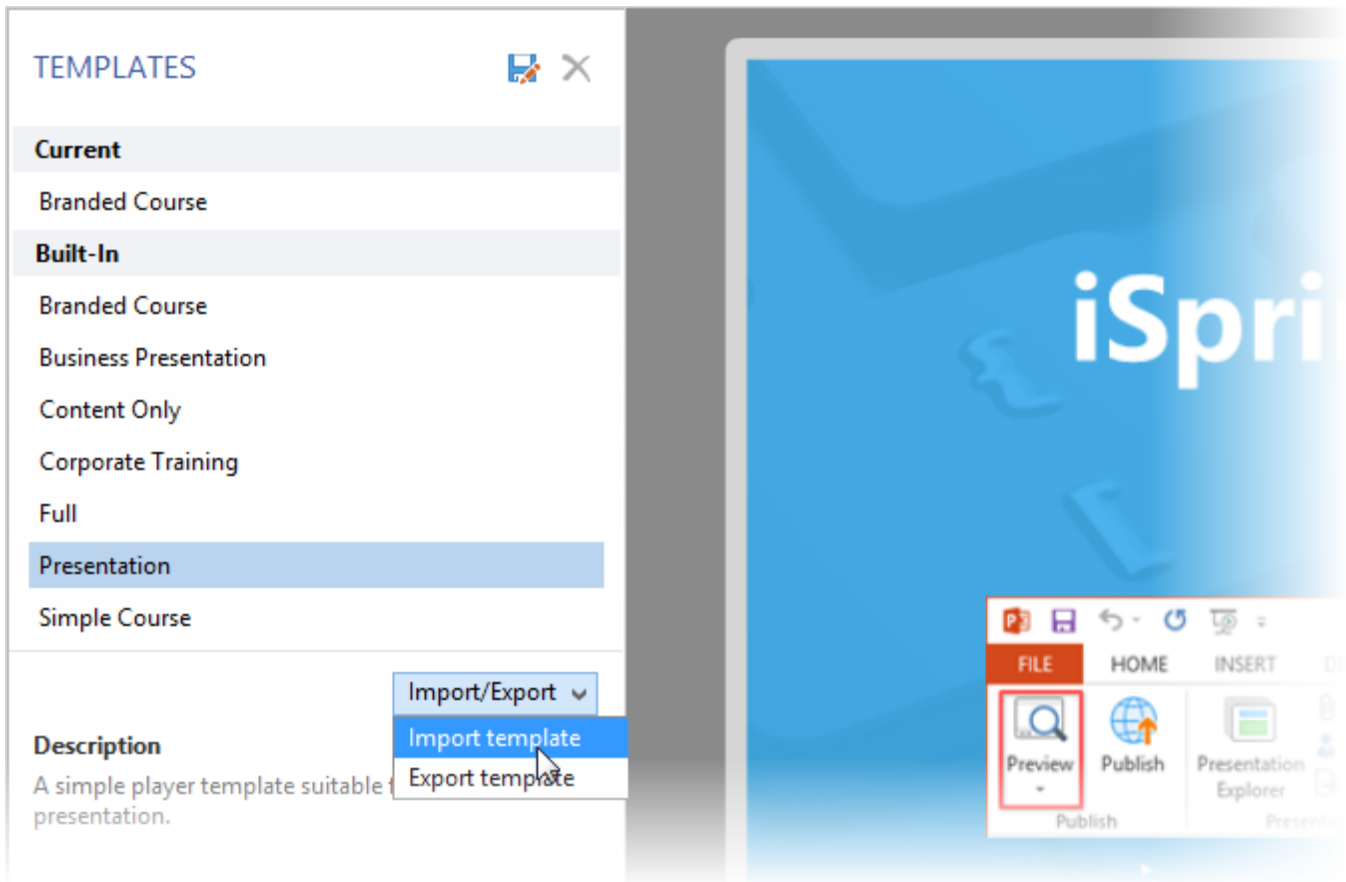 TEMPLATES
Current
Branded Course
Built-In
Branded Course
Business Presentation
Content Only
Corporate Training
Full
Presentation
Simple Course
Import/Export
Import template
Export template
Description
A simple player template suitable
presentation.
iSpri
FILE HOME INSERT
Preview
Publish
Presentation
Explorer
Publish